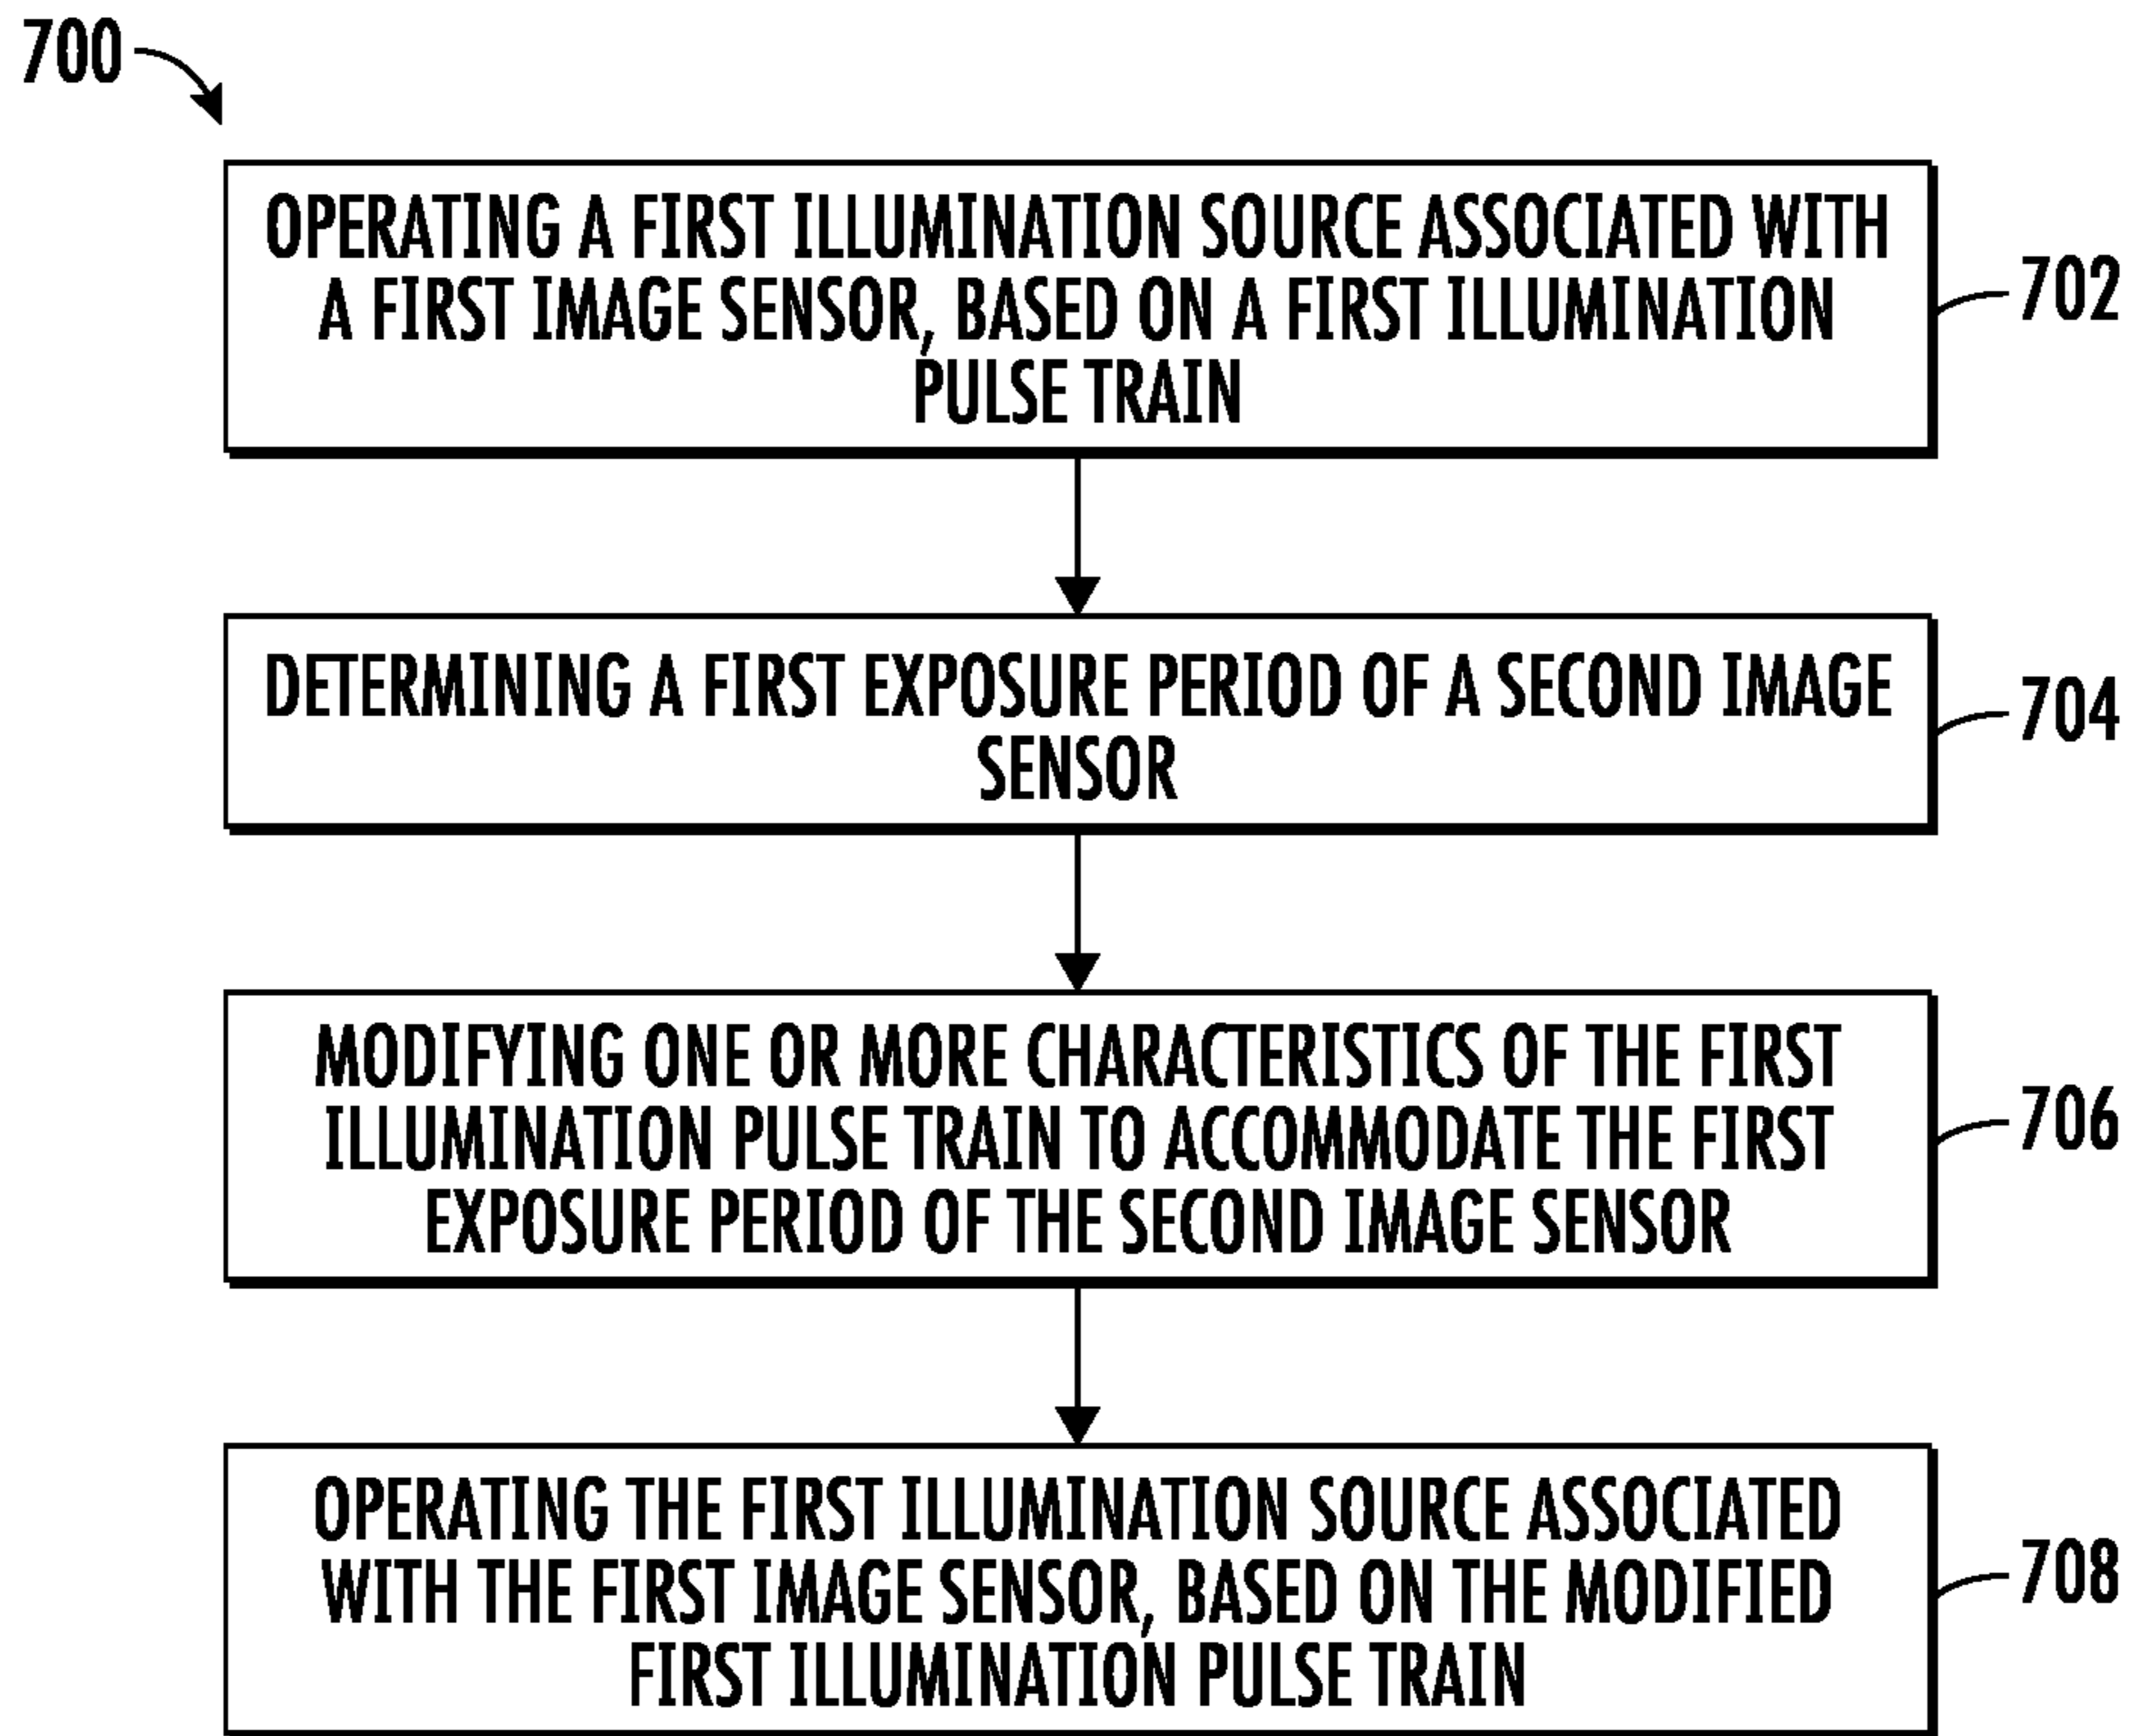 700
OPERATING A FIRST ILLUMINATION SOURCE ASSOCIATED WITH
A FIRST IMAGE SENSOR, BASED ON A FIRST ILLUMINATION
PULSE TRAIN
702
DETERMINING A FIRST EXPOSURE PERIOD OF A SECOND IMAGE
SENSOR
704
MODIFYING ONE OR MORE CHARACTERISTICS OF THE FIRST
ILLUMINATION PULSE TRAIN TO ACCOMMODATE THE FIRST
EXPOSURE PERIOD OF THE SECOND IMAGE SENSOR
706
OPERATING THE FIRST ILLUMINATION SOURCE ASSOCIATED
WITH THE FIRST IMAGE SENSOR, BASED ON THE MODIFIED
FIRST ILLUMINATION PULSE TRAIN
708